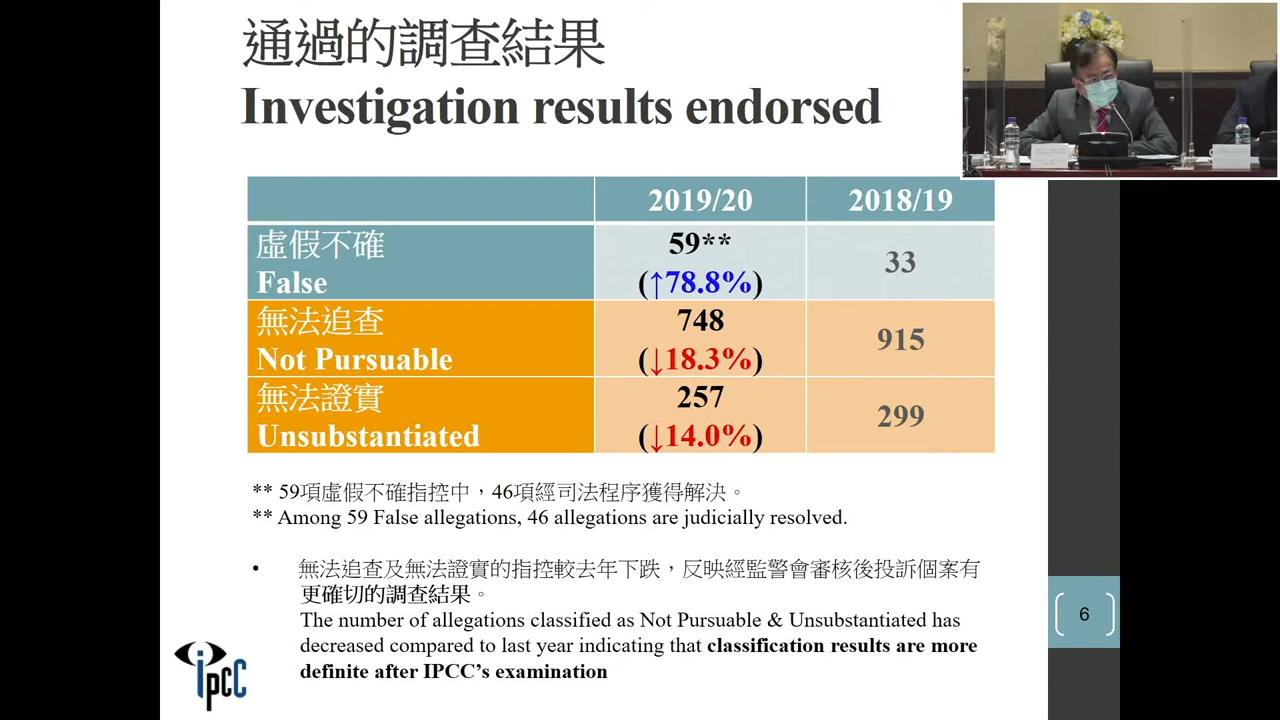 通過的調查結果
Investigation results endorsed
2019/20 2018/19
虛假不確
False
59**
(↑78.8%)
33
無法追查
Not Pursuable
748
(↓18.3%)
915
無法證實
Unsubstantiated
257
(↓14.0%)
299
** 59項虛假不確指控中，46項經司法程序獲得解決。
** Among 59 False allegations, 46 allegations are judicially resolved.
• 無法追查及無法證實的指控較去年下跌，反映經監警會審核後投訴個案有
更確切的調查結果。
The number of allegations classified as Not Pursuable & Unsubstantiated has
decreased compared to last year indicating that classification results are more
definite after IPCC’s examination
6
ipcc